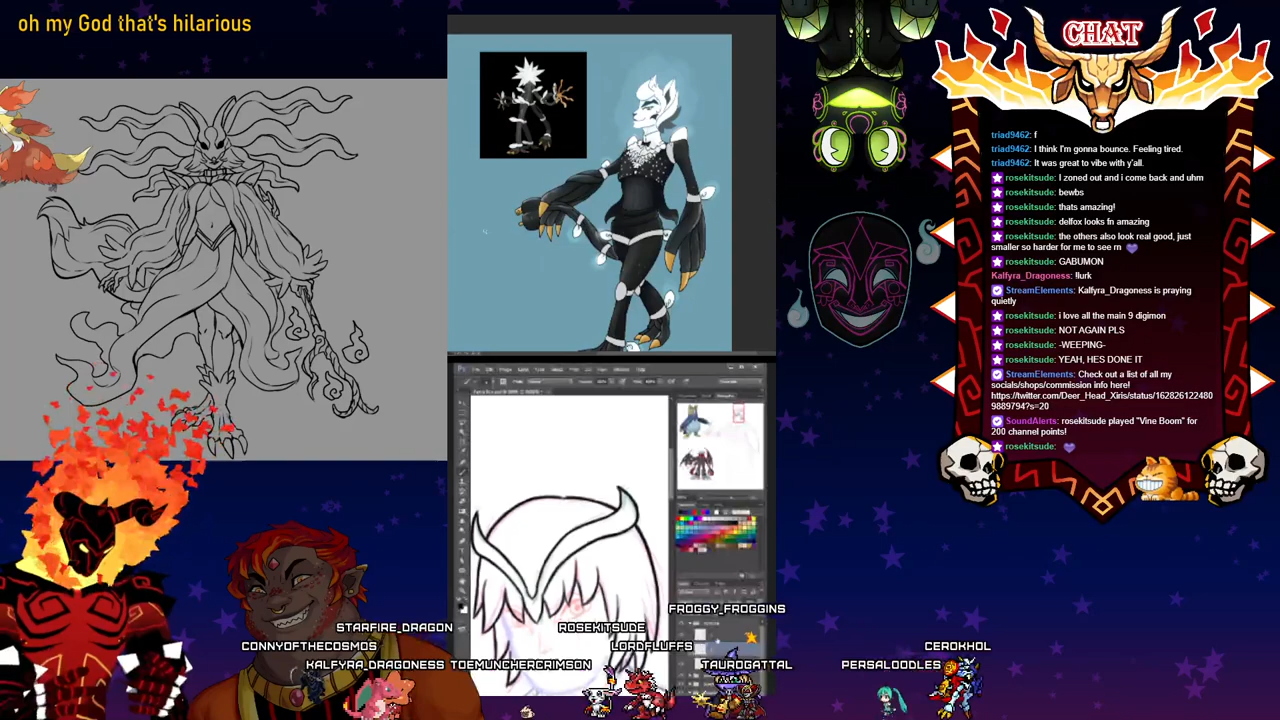 oh my God that's hilarious
CHAT
triad9462: f
triad9462: I think I'm gonna bounce. Feeling tired.
triad9462: It was great to vibe with y'all.
rosekitsude: I zoned out and i come back and uhm
rosekitsude: bewbs
rosekitsude: thats amazing!
rosekitsude: delfox looks fn amazing
rosekitsude: the others also look real good, just
smaller so harder for me to see rn
rosekitsude: GABUMON
Kalfyra_Dragoness: !lurk
StreamElements: Kalfyra_Dragoness is praying
quietly
rosekitsude: i love all the main 9 digimon
rosekitsude: NOT AGAIN PLS
rosekitsude: -WEEPING-
rosekitsude: YEAH, HES DONE IT
StreamElements: Check out a list of all my
socials/shops/commission info here!
https://twitter.com/Deer_Head_Xiris/status/162826122480
9889794?s=20
SoundAlerts: rosekitsude played "Vine Boom" for
200 channel points!
rosekitsude:
FROGGY_FROGGINS
STARFIRE_DRAGON
ROSEKITSUDE
CONNYOFTHECOSMOS
LORDFLUFFS
CEROKHOL
KALFYRA_DRAGONESS
TOEMUNCHERCRIMSON
TAUROGATTAL
PERSALOODLES